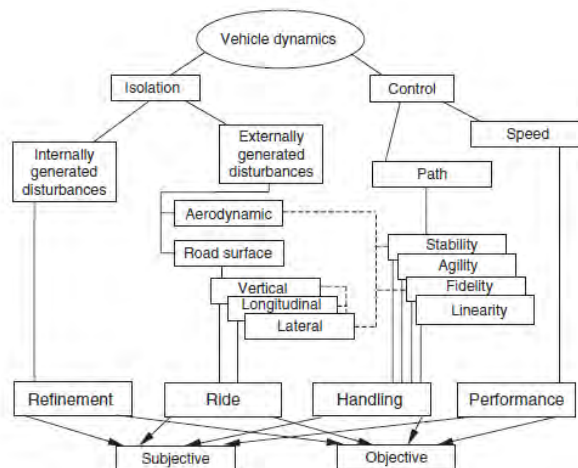 Vehicle dynamics
Isolation
Control
Externally
generated
disturbances
Speed
Internally
generated
disturbances
Path
Aerodynamic
Stability
Road surface
Agility
Vertical
Fidelity
Longitudinal
Linearity
Lateral
Refinement
Ride
Handling
Performance
Subjective
Objective